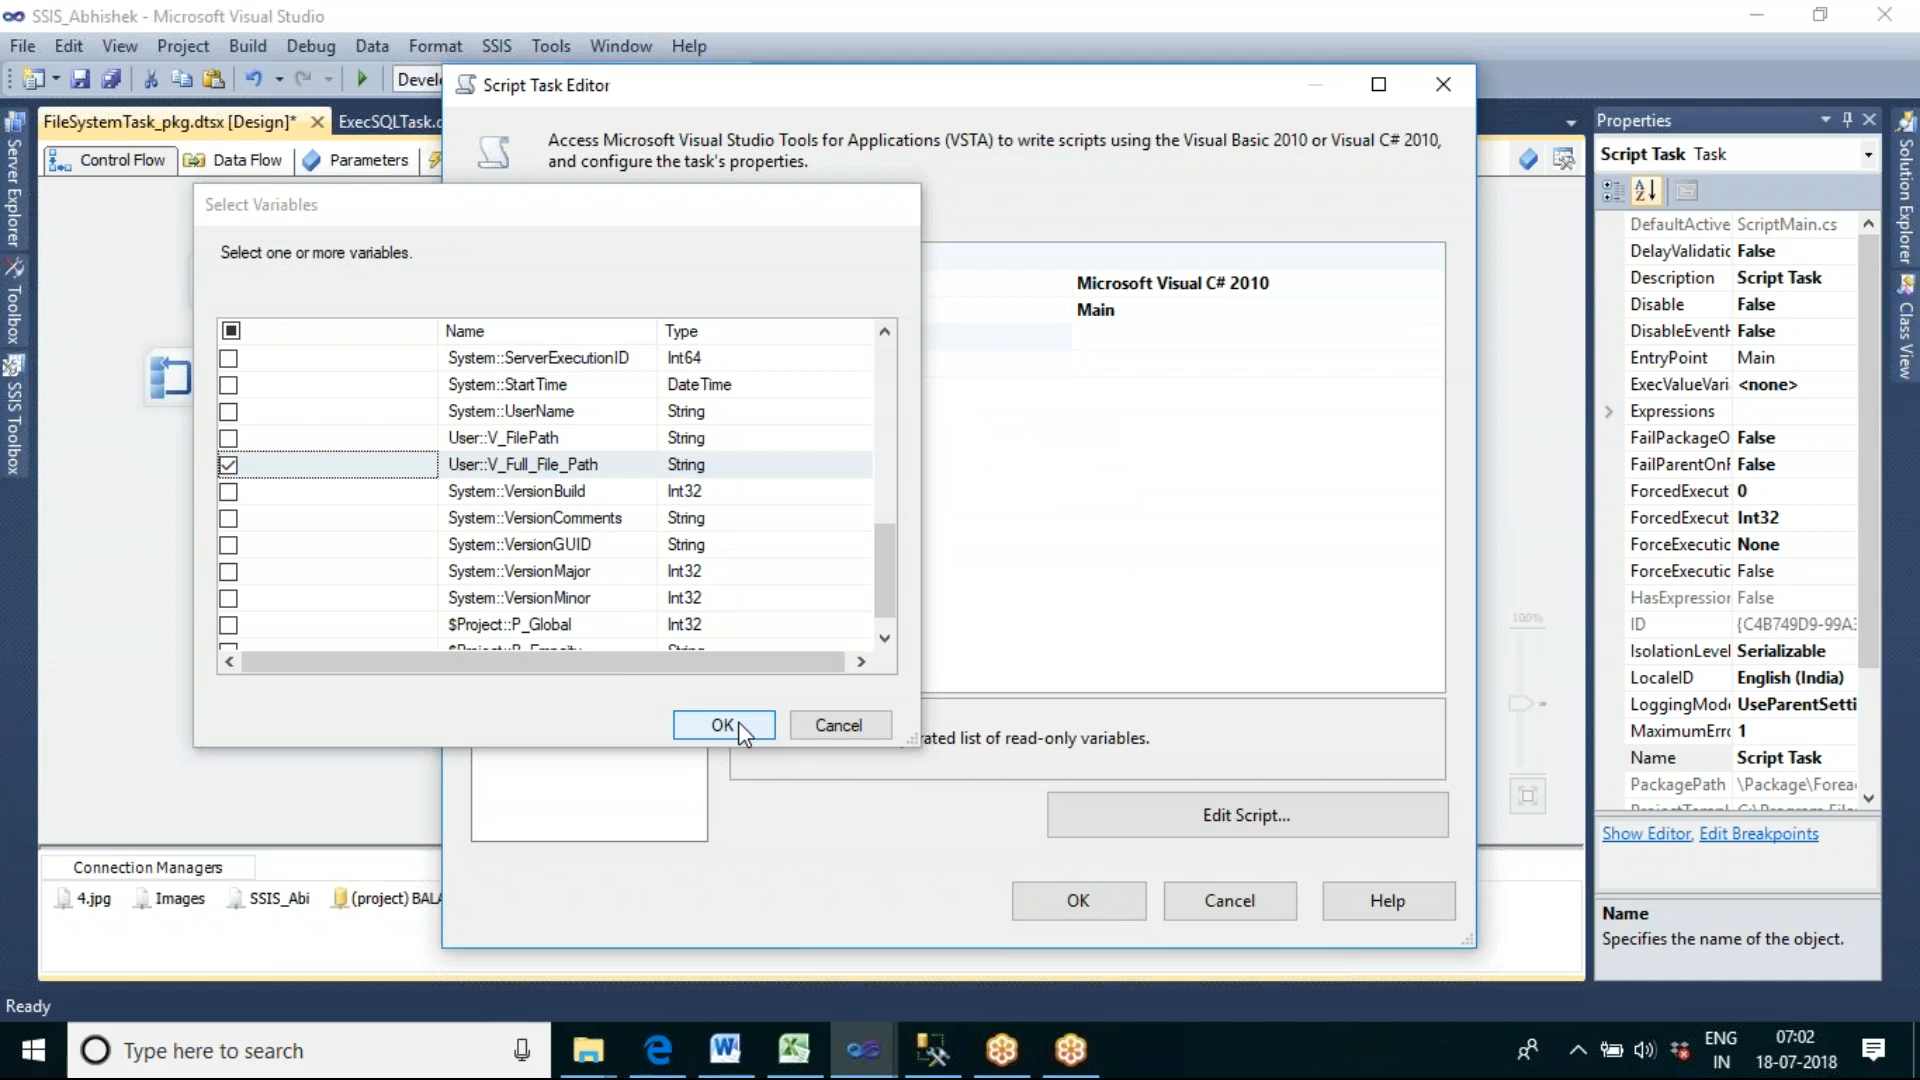 SSIS_Abhishek - Microsoft Visual Studio
File Edit View Project Build Debug Data Format SSIS Tools Window Help
Develo
Script Task Editor
FileSystemTask_pkg.dtsx [Design]*
ExecSQLTask.d
Control Flow
Data Flow
Parameters
Access Microsoft Visual Studio Tools for Applications (VSTA) to write scripts using the Visual Basic 2010 or Visual C# 2010,
and configure the task's properties.
Select Variables
Select one or more variables.
Name Type
System::ServerExecutionID Int64
System::StartTime DateTime
System::UserName String
User::V_FilePath String
User::V_Full_File_Path String
System::VersionBuild Int32
System::VersionComments String
System::VersionGUID String
System::VersionMajor Int32
System::VersionMinor Int32
$Project::P_Global Int32
OK Cancel
Microsoft Visual C# 2010
Main
rated list of read-only variables.
Edit Script...
OK Cancel Help
100%
Connection Managers
4.jpg Images SSIS_Abi (project) BALA
Properties
Script Task Task
DefaultActive ScriptMain.cs
DelayValidatic False
Description Script Task
Disable False
DisableEventH False
EntryPoint Main
ExecValueVari <none>
Expressions
FailPackageO False
FailParentOnF False
ForcedExecut 0
ForcedExecut Int32
ForceExecutic None
ForceExecutic False
HasExpression False
ID {C4B749D9-99A3
IsolationLevel Serializable
LocaleID English (India)
LoggingMode UseParentSetti
MaximumErro 1
Name Script Task
PackagePath \Package\Forea
Show Editor, Edit Breakpoints
Name
Specifies the name of the object.
Server Explorer
Toolbox
SSIS Toolbox
Solution Explorer
Class View
Ready
Type here to search
ENG
IN
07:02
18-07-2018